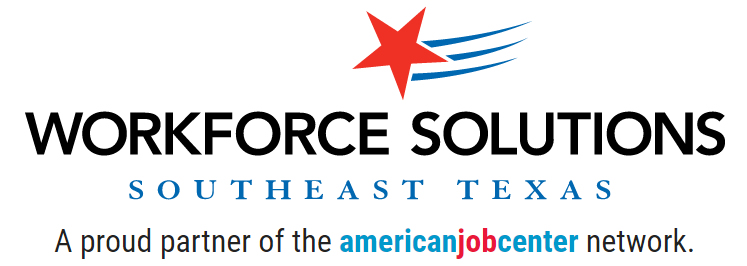 WORKFORCE SOLUTIONS
SOUTHEAST TEXAS
A proud partner of the americanjobcenter network.